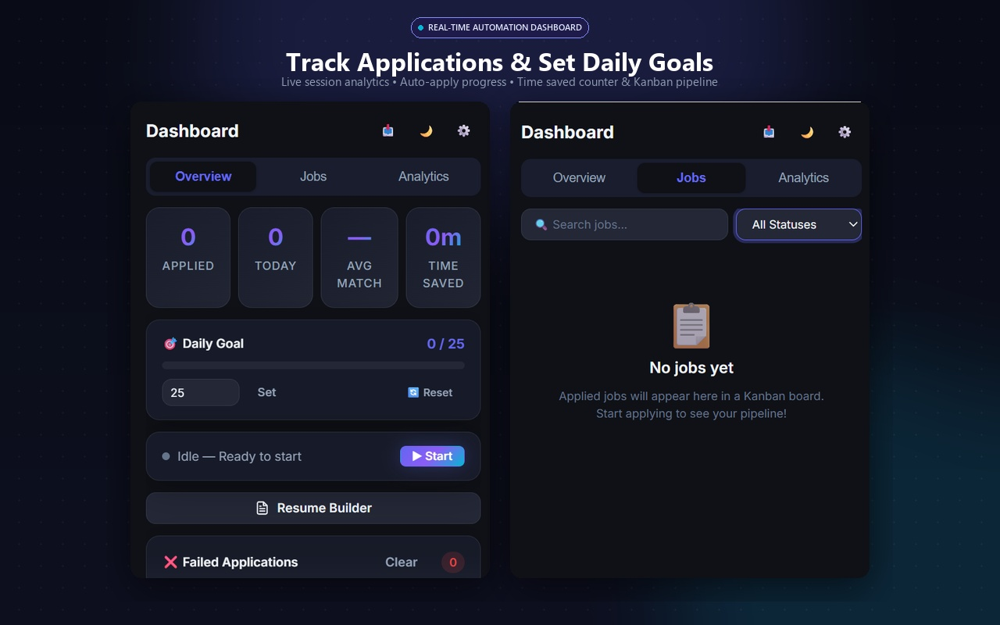 REAL-TIME AUTOMATION DASHBOARD
Track Applications & Set Daily Goals
Live session analytics • Auto-apply progress • Time saved counter & Kanban pipeline
Dashboard
Overview Jobs Analytics
0 0 — 0m
APPLIED TODAY AVG MATCH TIME SAVED
Daily Goal 0 / 25
25 Set Reset
Idle — Ready to start Start
Resume Builder
Failed Applications Clear 0
Dashboard
Overview Jobs Analytics
Search jobs... All Statuses
No jobs yet
Applied jobs will appear here in a Kanban board.
Start applying to see your pipeline!